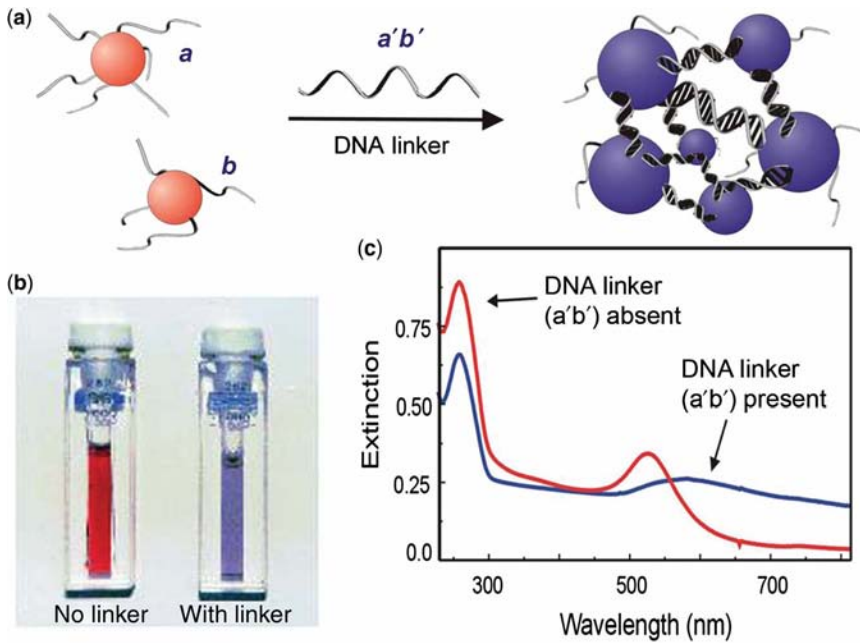 (a)
a
a′b′
DNA linker
b
(b)
No linker
With linker
(c)
DNA linker
(a′b′) absent
DNA linker
(a′b′) present
Extinction
0.75
0.50
0.25
0.0
300
500
700
Wavelength (nm)